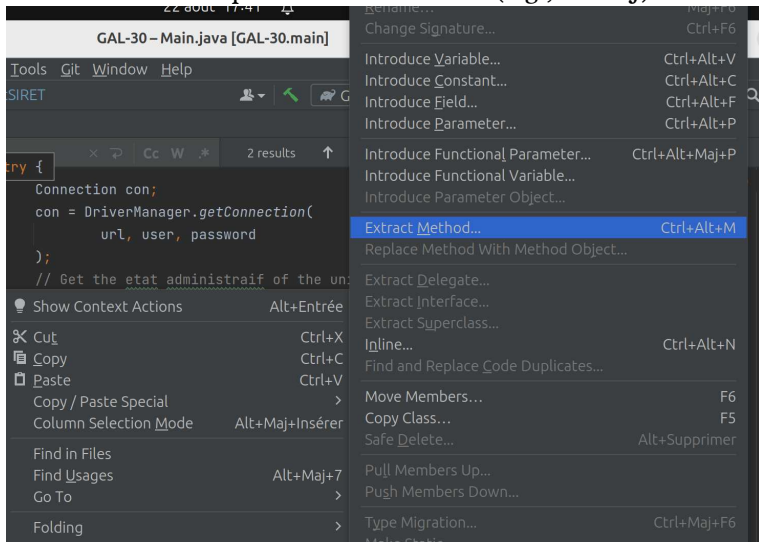 22 août 17:41
GAL-30 – Main.java [GAL-30.main]
Tools Git Window Help
SIRET
G
Cc W .* 2 results ↑
try {
Connection con;
con = DriverManager.getConnection(
url, user, password
);
// Get the etat administraif of the uni
Show Context Actions Alt+Entrée
Cut Ctrl+X
Copy Ctrl+C
Paste Ctrl+V
Copy / Paste Special >
Column Selection Mode Alt+Maj+Insérer
Find in Files
Find Usages Alt+Maj+7
Go To >
Folding >
Rename... Maj+F6
Change Signature... Ctrl+F6
Introduce Variable... Ctrl+Alt+V
Introduce Constant... Ctrl+Alt+C
Introduce Field... Ctrl+Alt+F
Introduce Parameter... Ctrl+Alt+P
Introduce Functional Parameter... Ctrl+Alt+Maj+P
Introduce Functional Variable...
Introduce Parameter Object...
Extract Method... Ctrl+Alt+M
Replace Method With Method Object...
Extract Delegate...
Extract Interface...
Extract Superclass...
Inline... Ctrl+Alt+N
Find and Replace Code Duplicates...
Move Members... F6
Copy Class... F5
Safe Delete... Alt+Supprimer
Pull Members Up...
Push Members Down...
Type Migration... Ctrl+Maj+F6
Make Static...